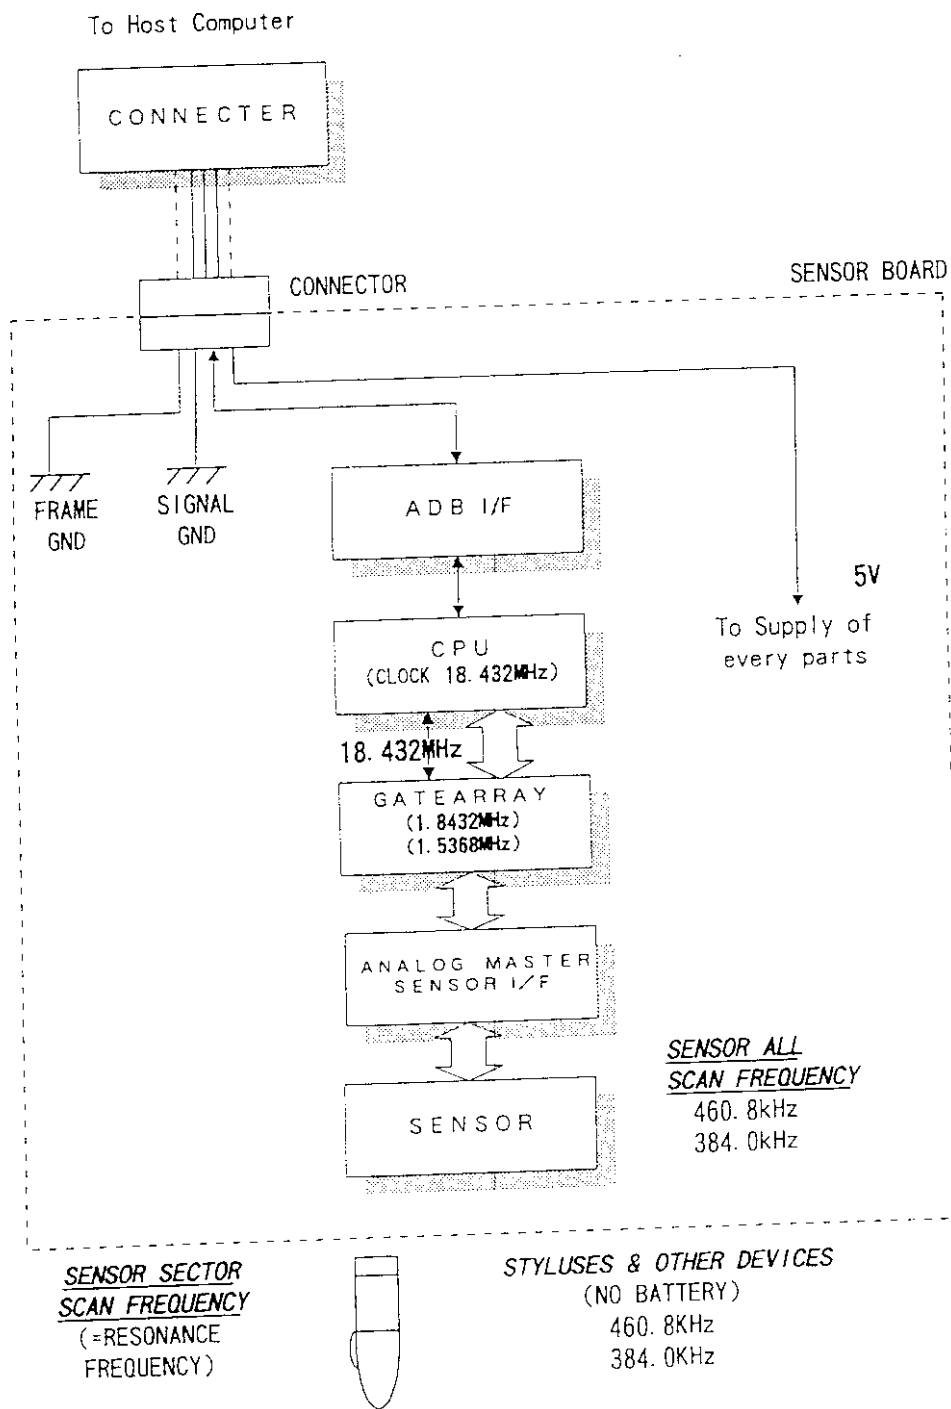 To Host Computer
CONNECTER
CONNECTOR
SENSOR BOARD
FRAME
GND
SIGNAL
GND
ADB I/F
5V
To Supply of
every parts
CPU
(CLOCK 18.432MHz)
18.432MHz
GATEARRAY
(1.8432MHz)
(1.5368MHz)
ANALOG MASTER
SENSOR I/F
SENSOR
SENSOR ALL
SCAN FREQUENCY
460.8kHz
384.0kHz
SENSOR SECTOR
SCAN FREQUENCY
(=RESONANCE
FREQUENCY)
STYLUSES & OTHER DEVICES
(NO BATTERY)
460.8KHz
384.0KHz